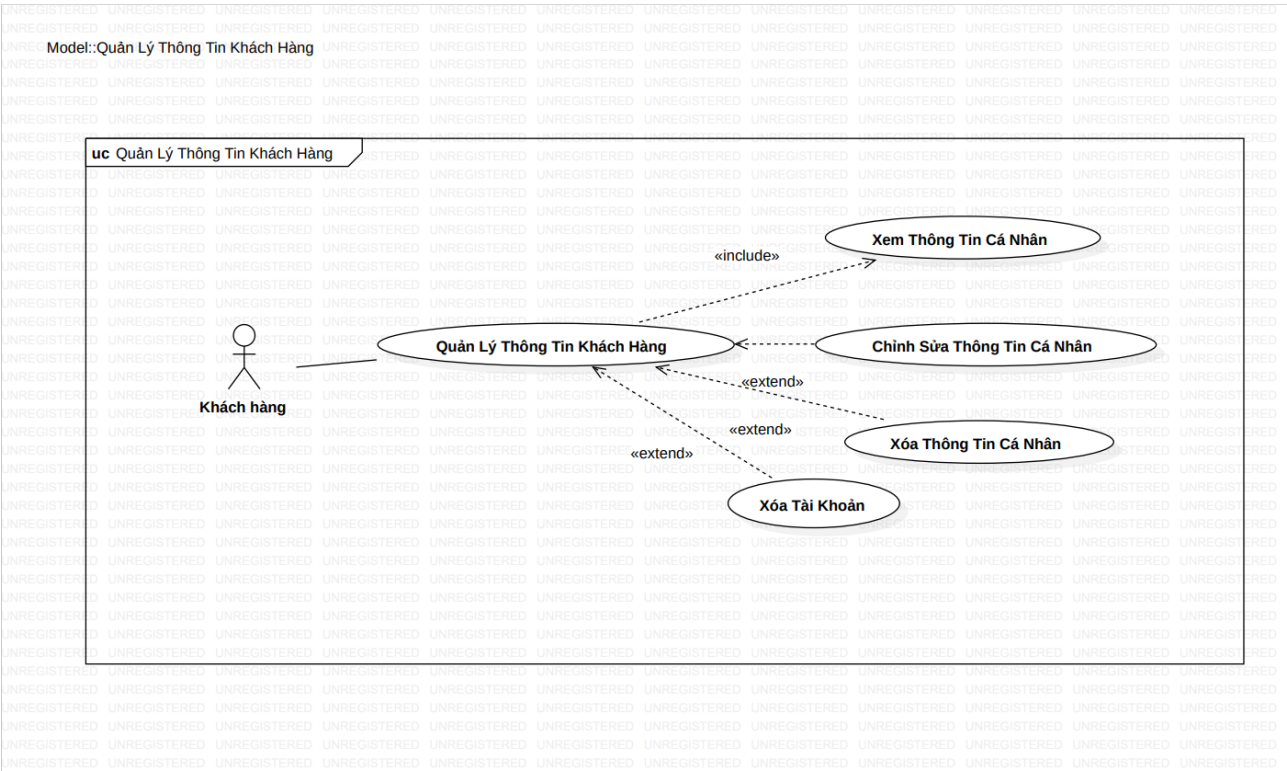 Model::Quản Lý Thông Tin Khách Hàng
uc Quản Lý Thông Tin Khách Hàng
Xem Thông Tin Cá Nhân
«include»
Quản Lý Thông Tin Khách Hàng
Chỉnh Sửa Thông Tin Cá Nhân
«extend»
Khách hàng
«extend»
Xóa Thông Tin Cá Nhân
«extend»
Xóa Tài Khoản
UNREGISTERED